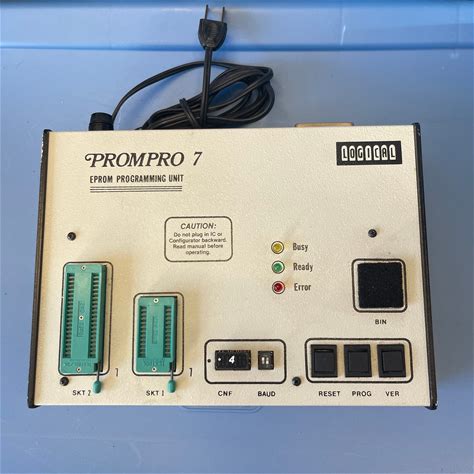 PROMPRO 7
EPROM PROGRAMMING UNIT
LOGICAL
CAUTION:
Do not plug in IC or
Configurator backward.
Read manual before
operating.
Busy
Ready
Error
BIN
1
1
SKT 2
SKT 1
4
CNF
BAUD
RESET
PROG
VER